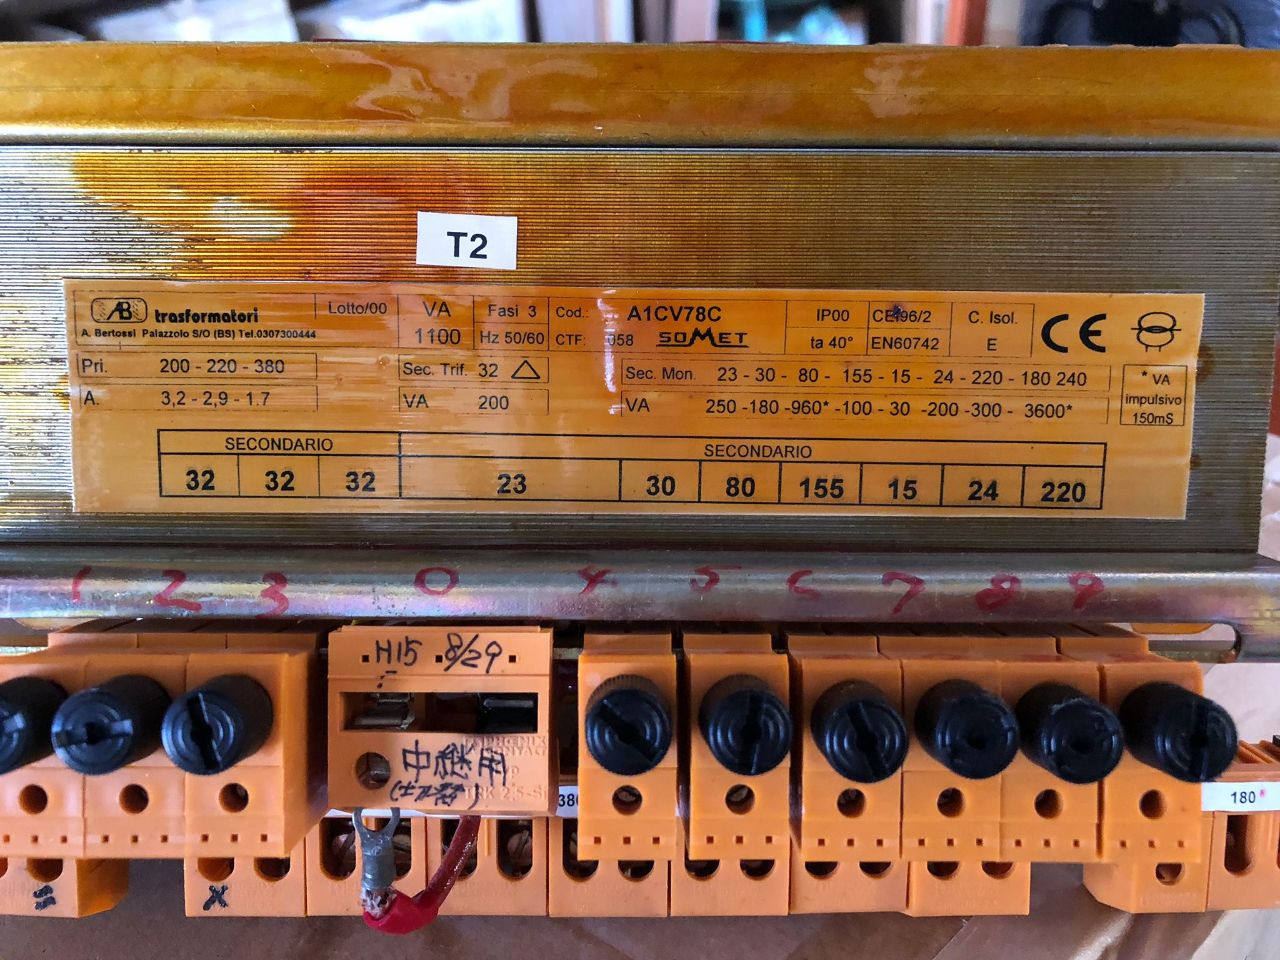 T2
AB trasformatori
A. Bertossi Palazzolo S/O (BS) Tel.0307300444
Lotto/00
VA
1100
Fasi 3
Hz 50/60
Cod.: A1CV78C
CTF: 058 SOMET
IP00
ta 40°
CEI96/2
EN60742
C. Isol.
E
CE
Pri. 200 - 220 - 380
A. 3,2 - 2,9 - 1.7
Sec. Trif. 32 △
VA 200
Sec. Mon. 23 - 30 - 80 - 155 - 15 - 24 - 220 - 180 240
VA 250 -180 -960* -100 - 30 -200 -300 - 3600*
* VA
impulsivo
150mS
SECONDARIO SECONDARIO
32 32 32 23 30 80 155 15 24 220
1 2 3 0 4 5 6 7 8 9
H15 8/29
中継用
380
180*
X